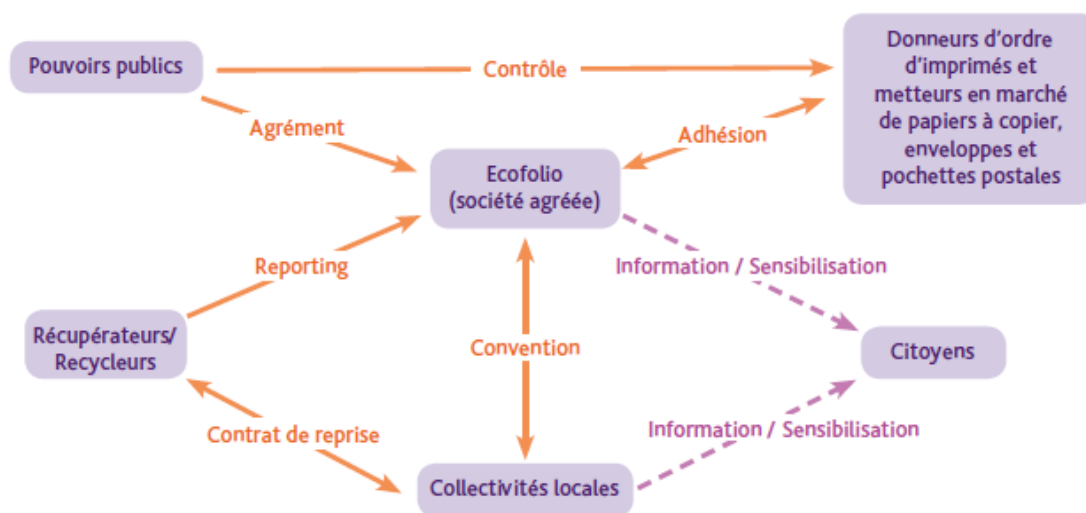 Pouvoirs publics
Contrôle
Donneurs d'ordre
d'imprimés et
metteurs en marché
de papiers à copier,
enveloppes et
pochettes postales
Agrément
Adhésion
Ecofolio
(société agréée)
Reporting
Information / Sensibilisation
Récupérateurs/
Recycleurs
Convention
Citoyens
Contrat de reprise
Information / Sensibilisation
Collectivités locales